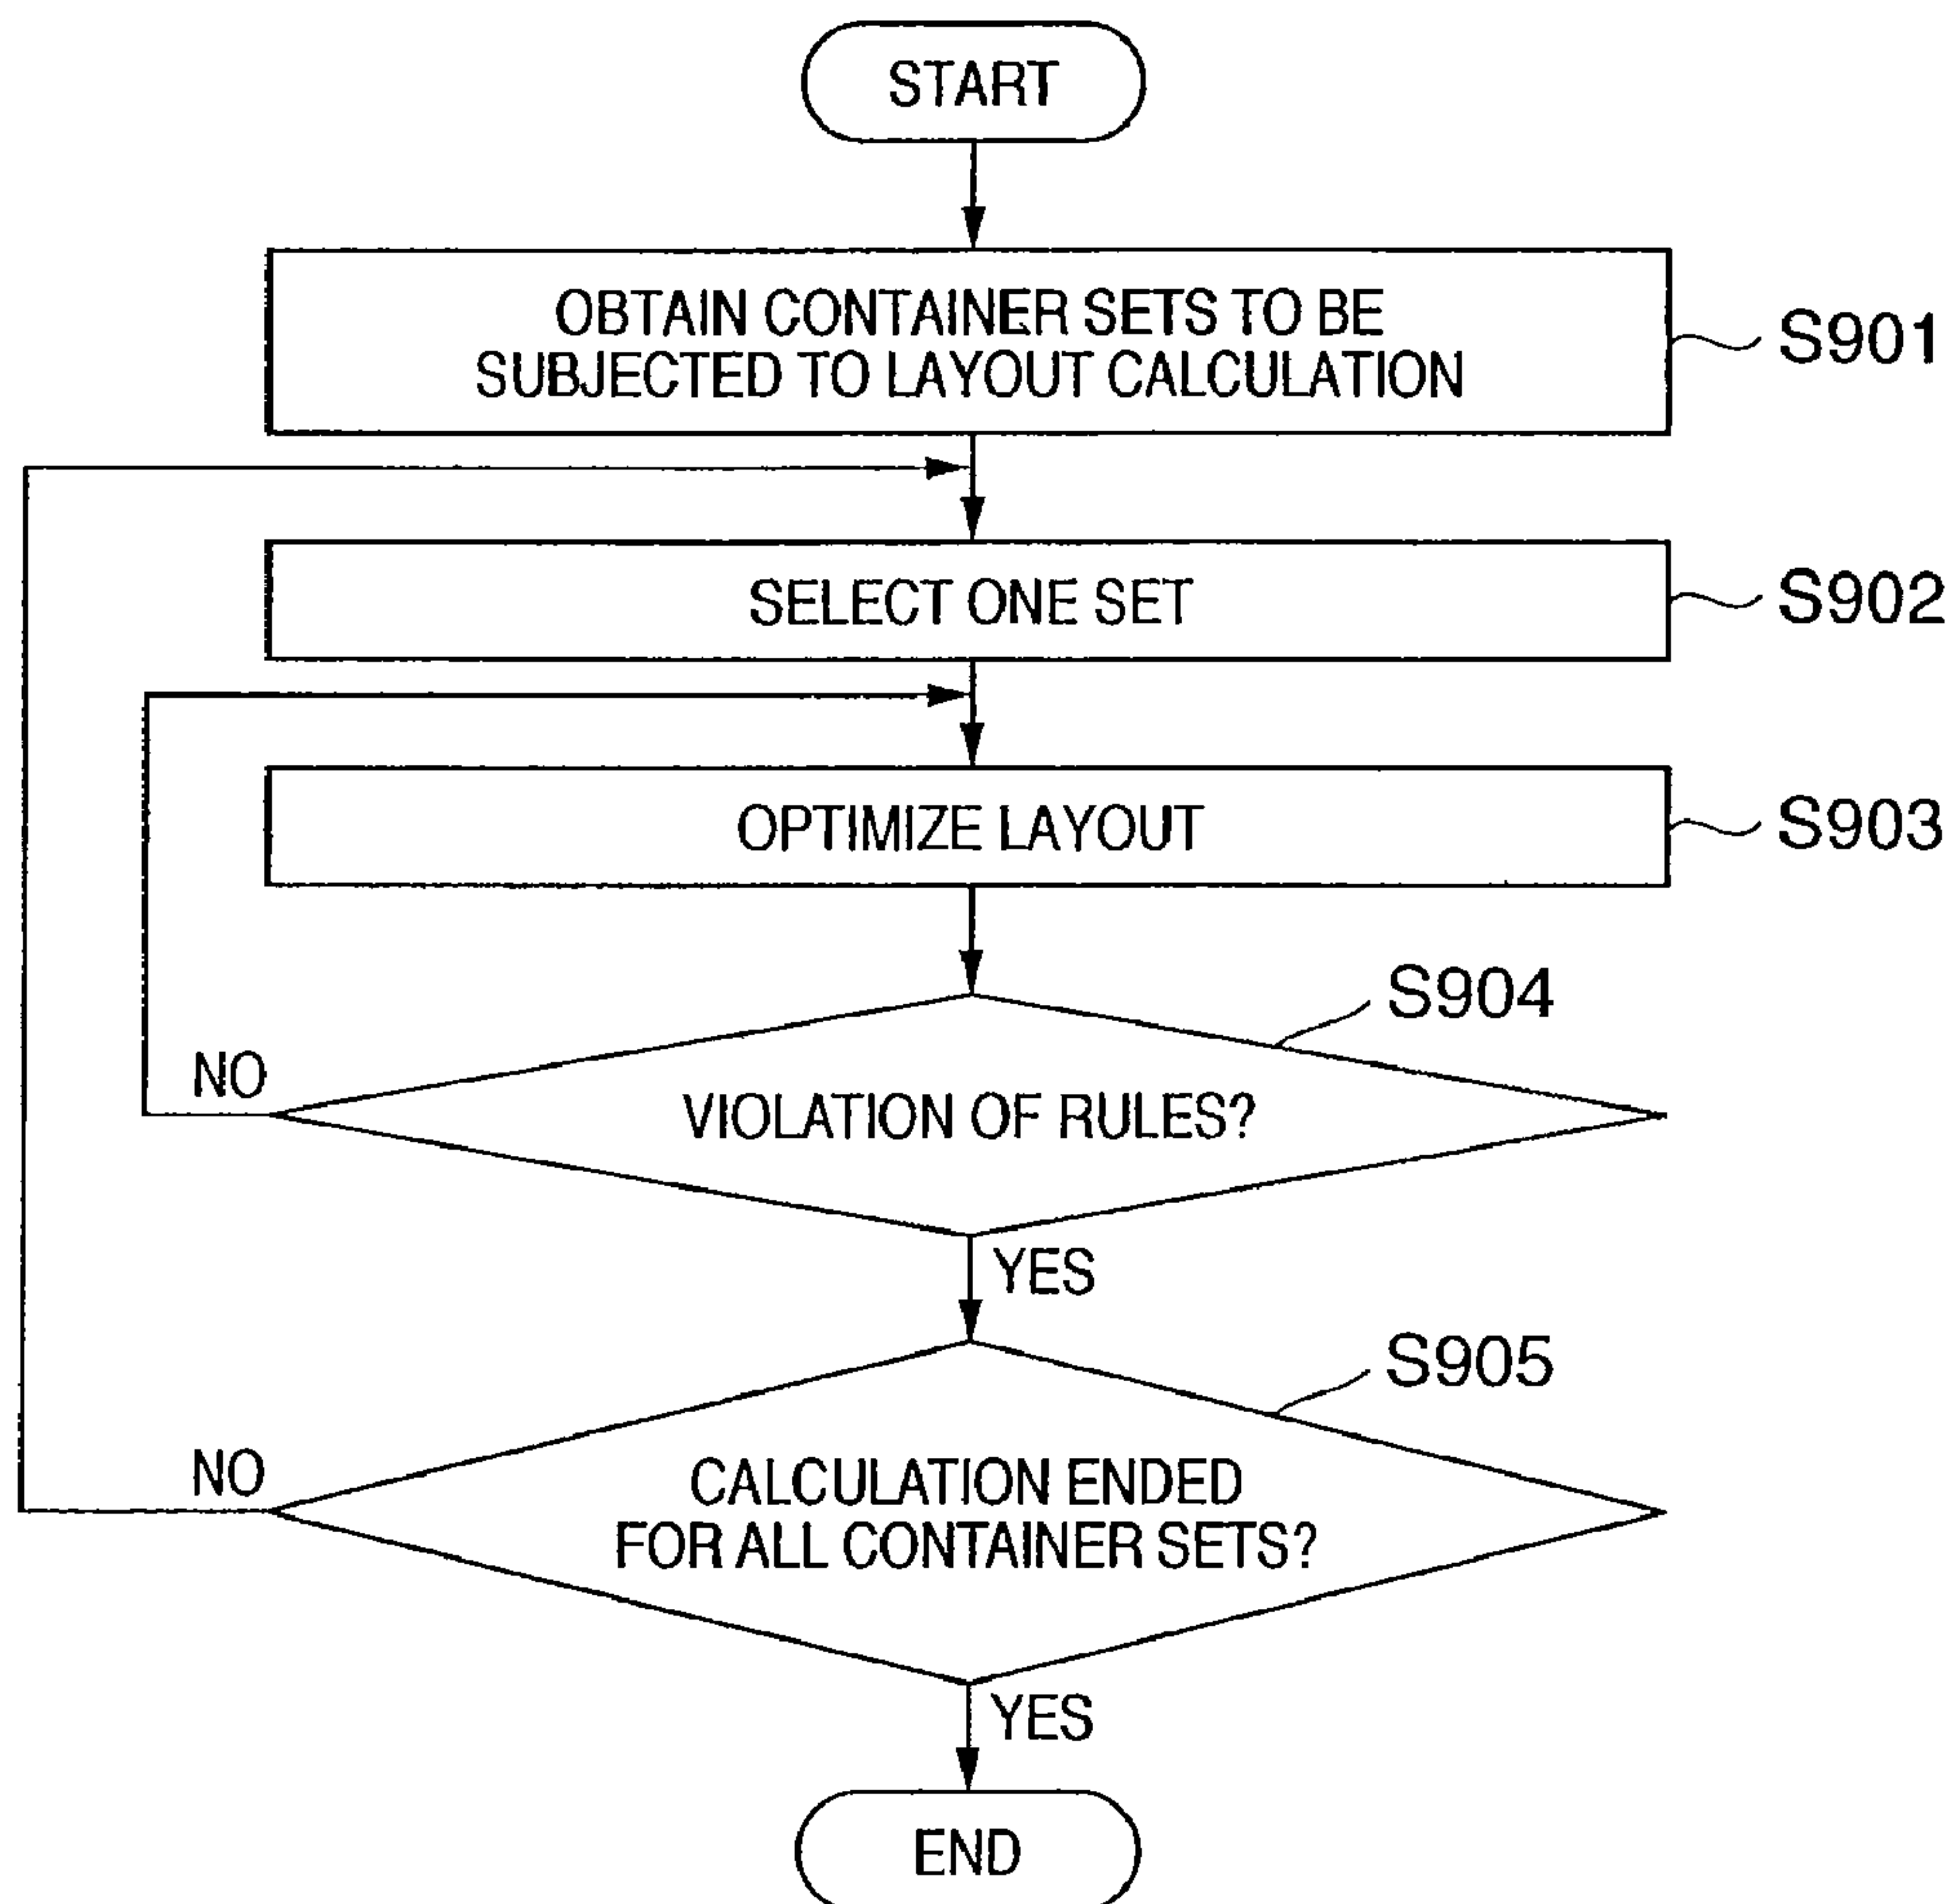 START
OBTAIN CONTAINER SETS TO BE
SUBJECTED TO LAYOUT CALCULATION
S901
SELECT ONE SET
S902
OPTIMIZE LAYOUT
S903
S904
NO
VIOLATION OF RULES?
YES
S905
NO
CALCULATION ENDED
FOR ALL CONTAINER SETS?
YES
END